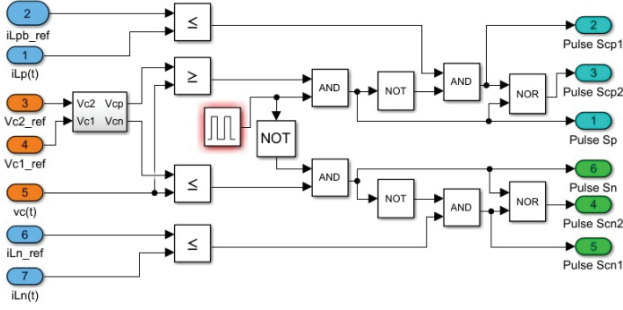 2
iLpb_ref
1
iLp(t)
3
Vc2_ref
4
Vc1_ref
5
vc(t)
6
iLn_ref
7
iLn(t)
Vc2 Vcp
Vc1 Vcn
≤
≥
≤
≤
NOT
AND
AND
NOT
NOT
AND
AND
NOR
NOR
2
Pulse Scp1
3
Pulse Scp2
1
Pulse Sp
6
Pulse Sn
4
Pulse Scn2
5
Pulse Scn1